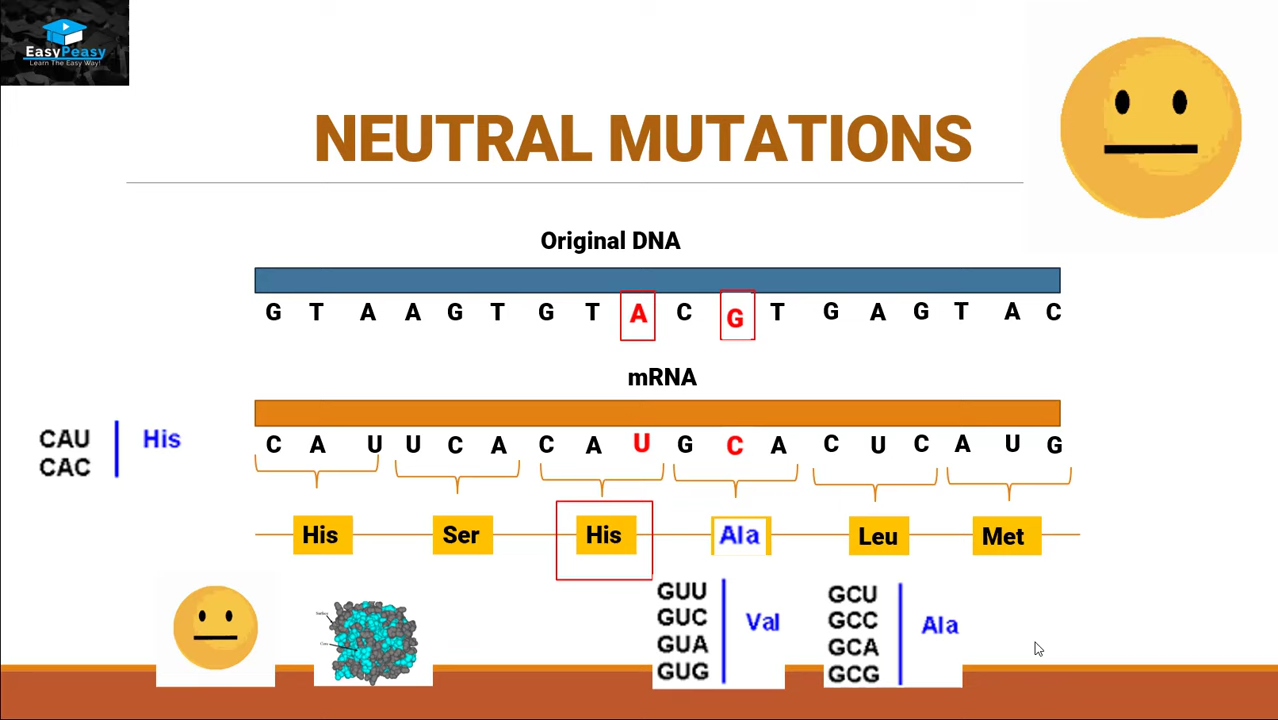 EasyPeasy
Learn The Easy Way!
NEUTRAL MUTATIONS
Original DNA
G T A A G T G T A C G T G A G T A C
mRNA
C A U U C A C A U G C A C U C A U G
CAU
CAC
His
His Ser His Ala Leu Met
GUU
GUC
GUA
GUG
Val
GCU
GCC
GCA
GCG
Ala